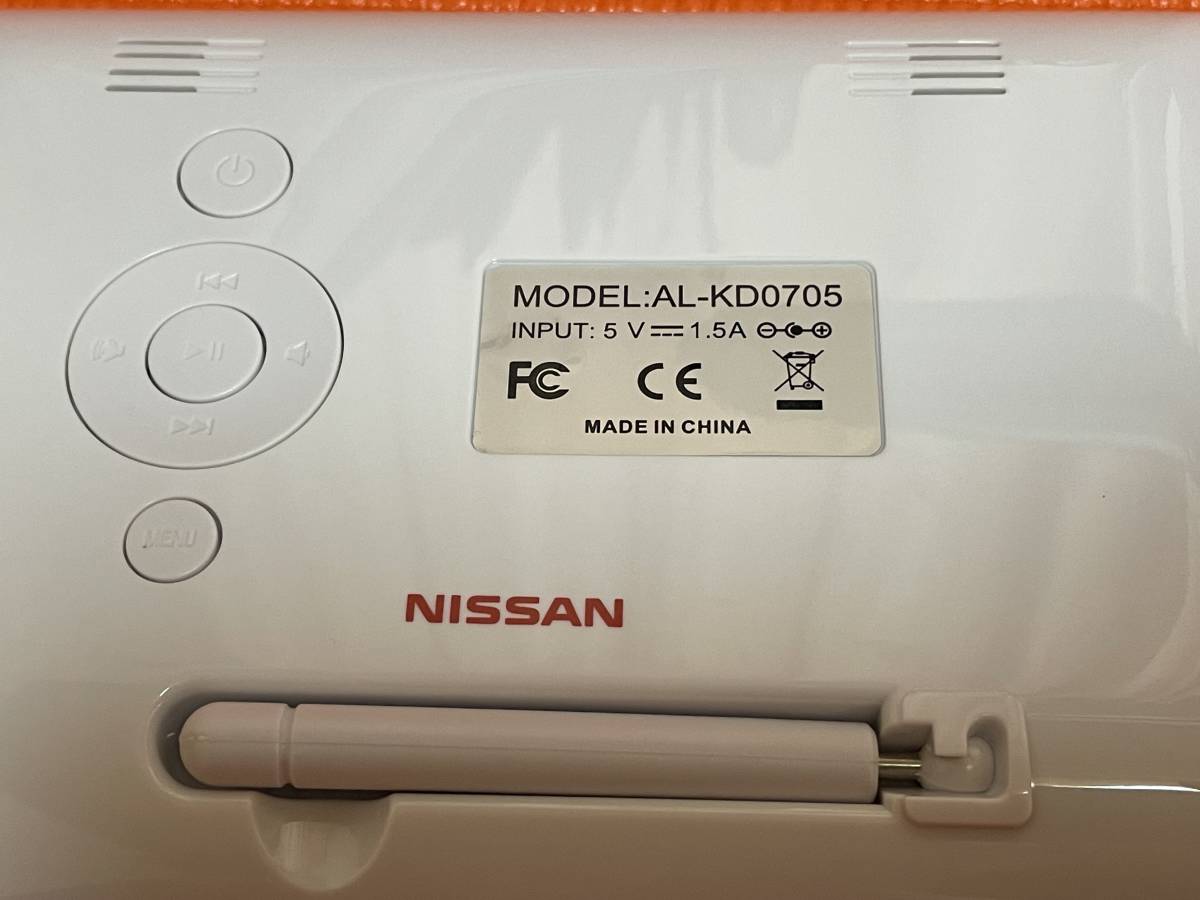 MODEL:AL-KD0705
INPUT: 5 V 1.5A
FC
CE
MADE IN CHINA
MENU
NISSAN